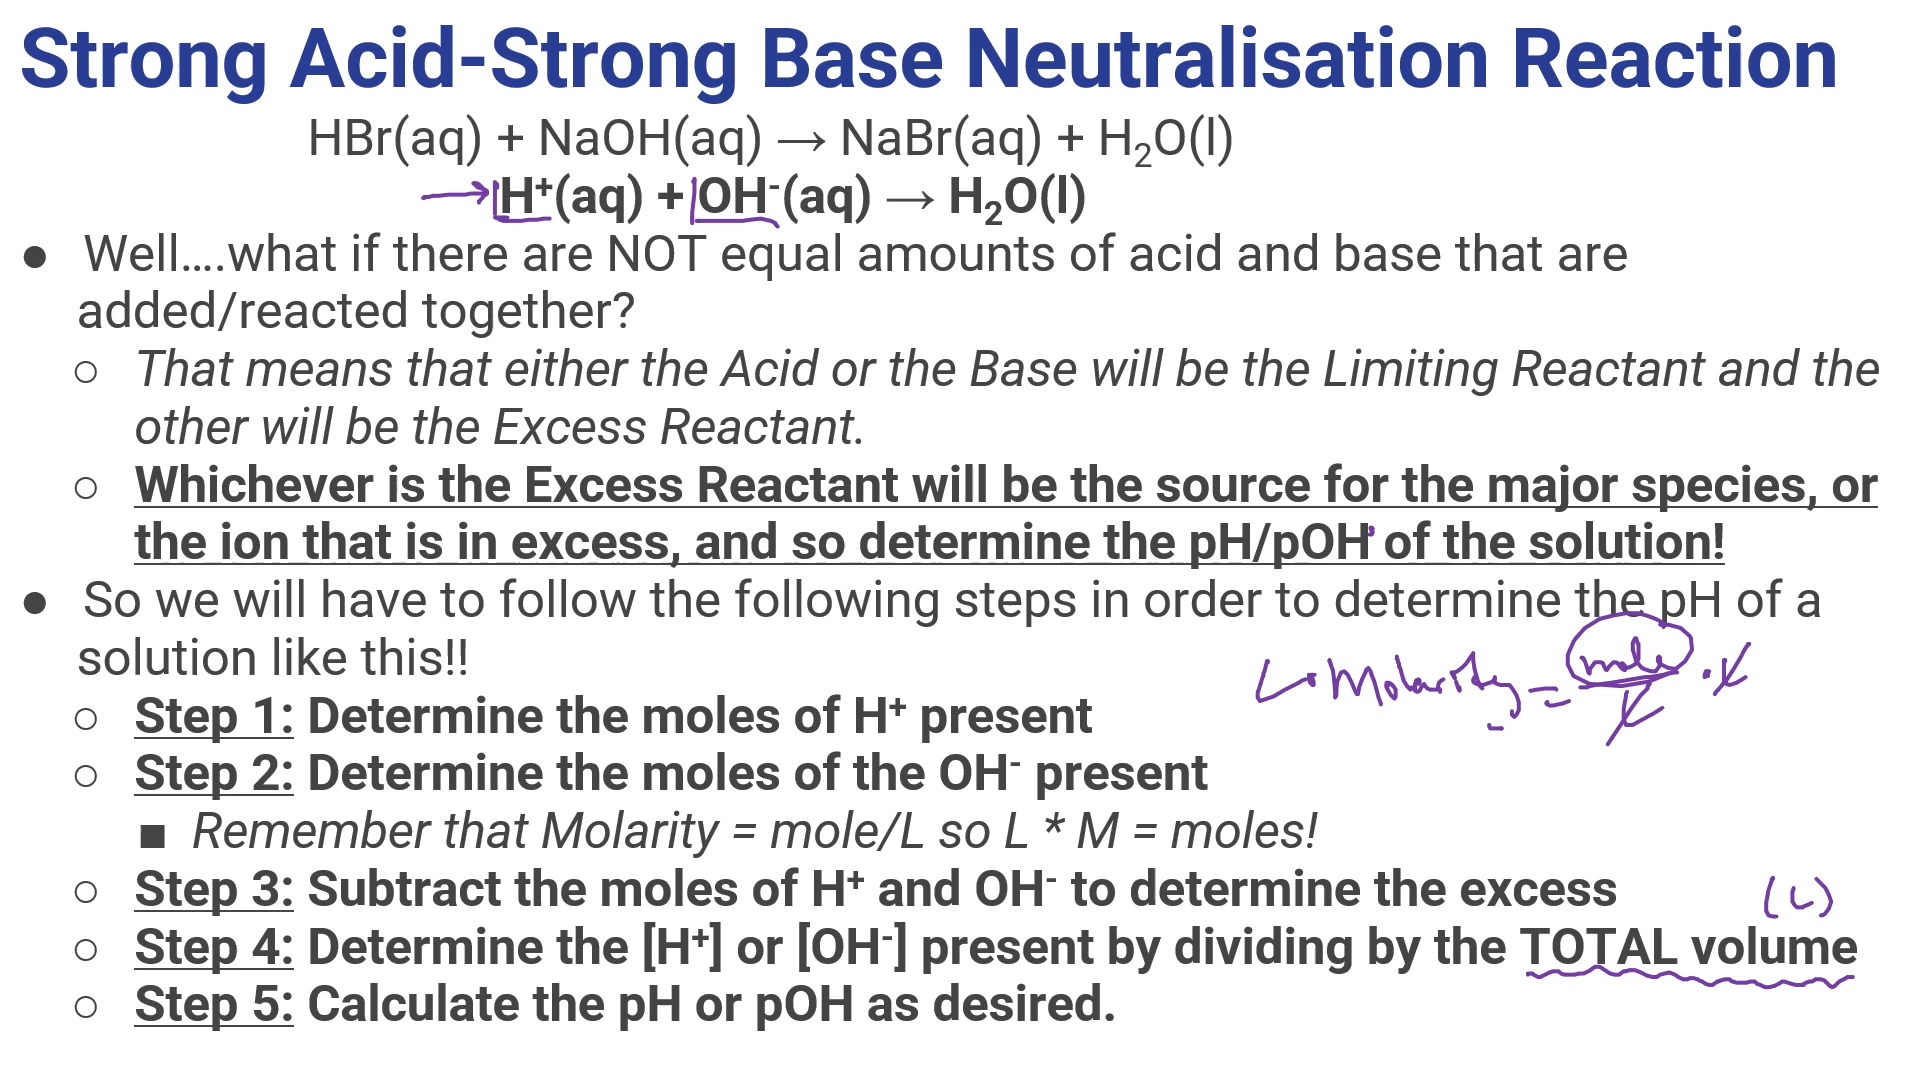 Strong Acid-Strong Base Neutralisation Reaction
HBr(aq) + NaOH(aq) → NaBr(aq) + H₂O(l)
H⁺(aq) + OH⁻(aq) → H₂O(l)
● Well....what if there are NOT equal amounts of acid and base that are
added/reacted together?
○ That means that either the Acid or the Base will be the Limiting Reactant and the
other will be the Excess Reactant.
○ Whichever is the Excess Reactant will be the source for the major species, or
the ion that is in excess, and so determine the pH/pOH of the solution!
● So we will have to follow the following steps in order to determine the pH of a
solution like this!!
L · Molarity = mole/L · L
○ Step 1: Determine the moles of H⁺ present
○ Step 2: Determine the moles of the OH⁻ present
■ Remember that Molarity = mole/L so L * M = moles!
○ Step 3: Subtract the moles of H⁺ and OH⁻ to determine the excess
(L)
○ Step 4: Determine the [H⁺] or [OH⁻] present by dividing by the TOTAL volume
○ Step 5: Calculate the pH or pOH as desired.